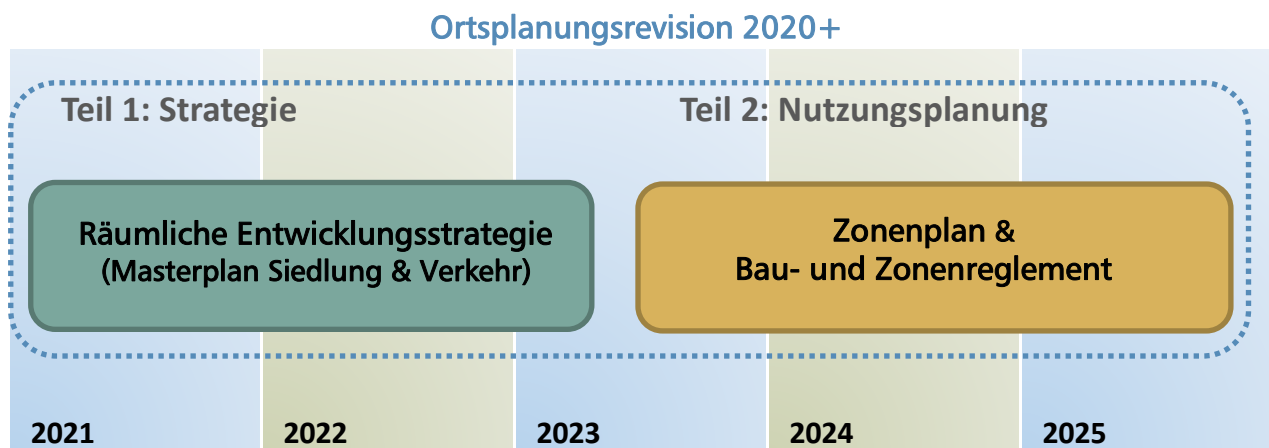 Ortsplanungsrevision 2020+
Teil 1: Strategie
Teil 2: Nutzungsplanung
Räumliche Entwicklungsstrategie
(Masterplan Siedlung & Verkehr)
Zonenplan &
Bau- und Zonenreglement
2021
2022
2023
2024
2025